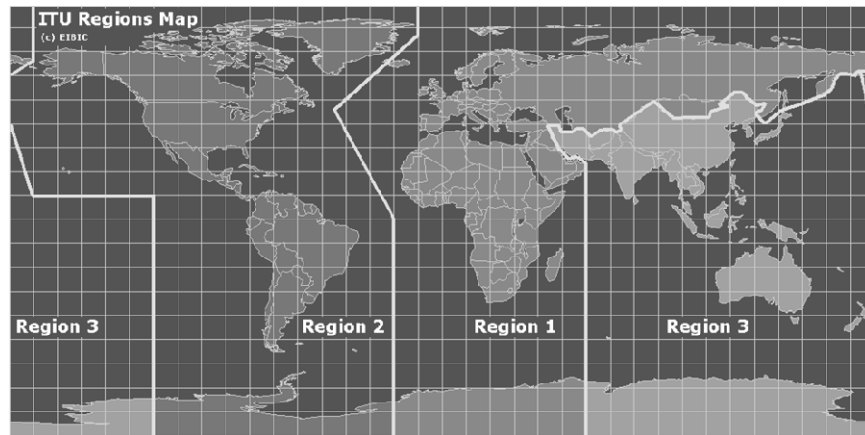 ITU Regions Map
(c) EIBIC
Region 3
Region 2
Region 1
Region 3